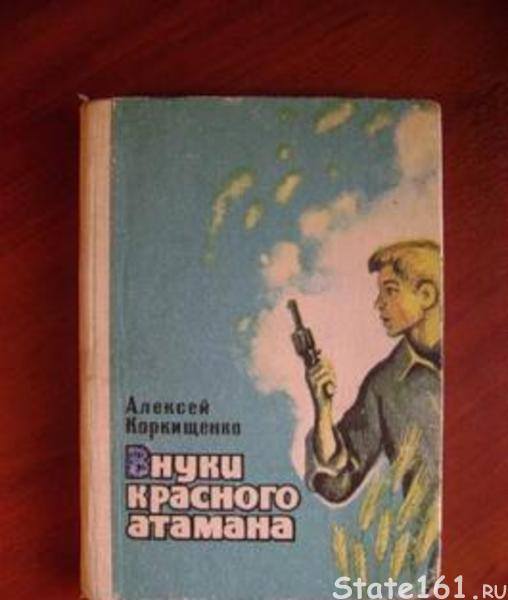 Алексей
Коркищенко
Внуки
красного
атамана
State161.ru